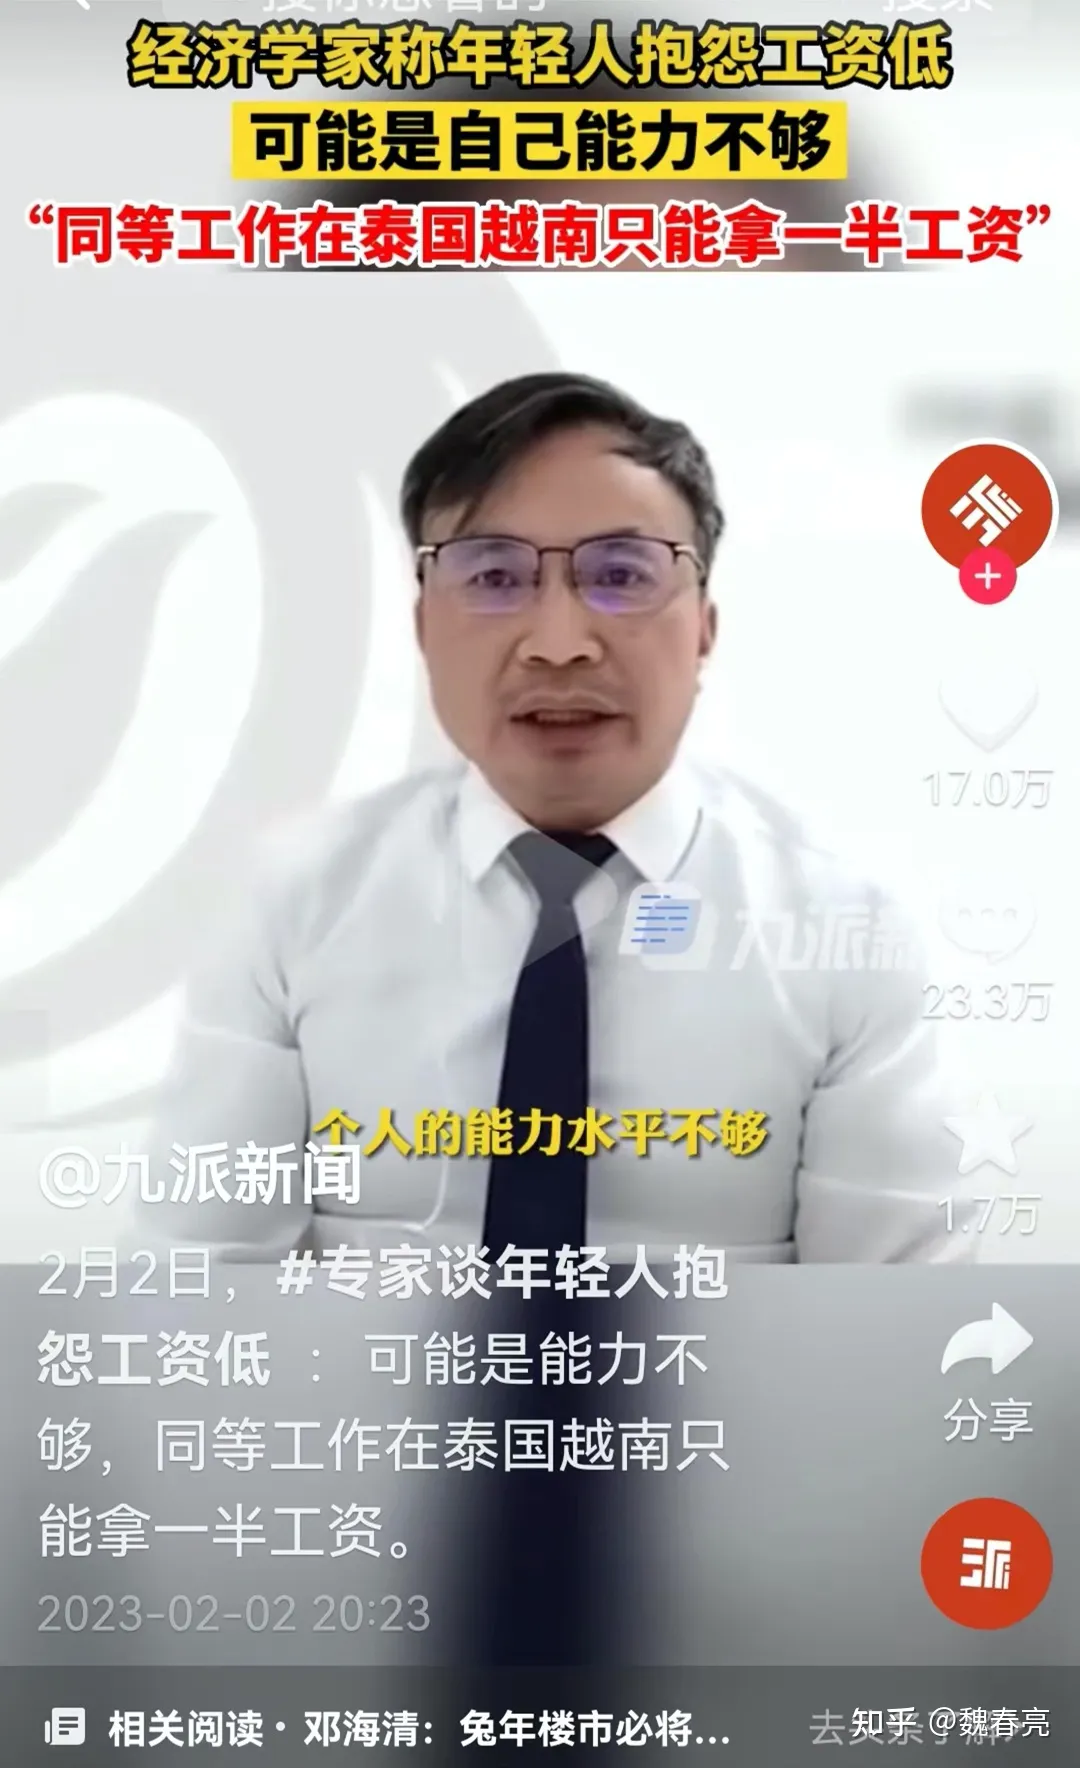 经济学家称年轻人抱怨工资低
可能是自己能力不够
“同等工作在泰国越南只能拿一半工资”
17.0万
九派新
23.3万
个人的能力水平不够
@九派新闻
1.7万
2月2日，#专家谈年轻人抱
怨工资低 ：可能是能力不
够，同等工作在泰国越南只
能拿一半工资。
分享
派
2023-02-02 20:23
相关阅读·邓海清：兔年楼市必将...
知乎 @魏春亮